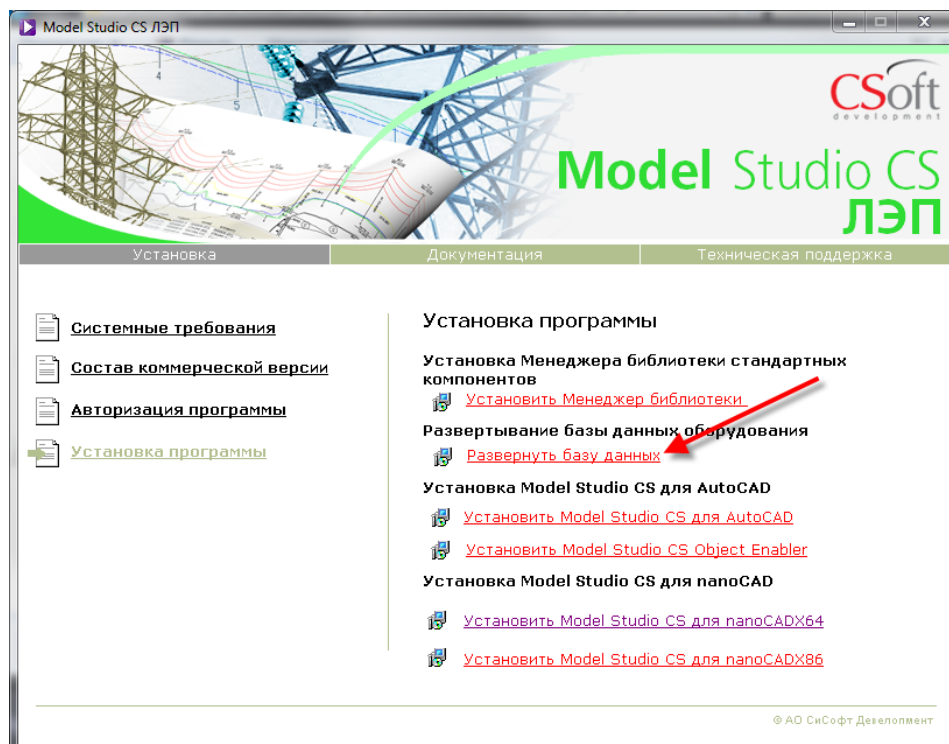 Model Studio CS ЛЭП
4
5
CSoft
development
Model Studio CS
ЛЭП
Установка
Документация
Техническая поддержка
Системные требования
Состав коммерческой версии
Авторизация программы
Установка программы
Установка программы
Установка Менеджера библиотеки стандартных
компонентов
Установить Менеджер библиотеки
Развертывание базы данных оборудования
Развернуть базу данных
Установка Model Studio CS для AutoCAD
Установить Model Studio CS для AutoCAD
Установить Model Studio CS Object Enabler
Установка Model Studio CS для nanoCAD
Установить Model Studio CS для nanoCADX64
Установить Model Studio CS для nanoCADX86
© АО СиСофт Девелопмент